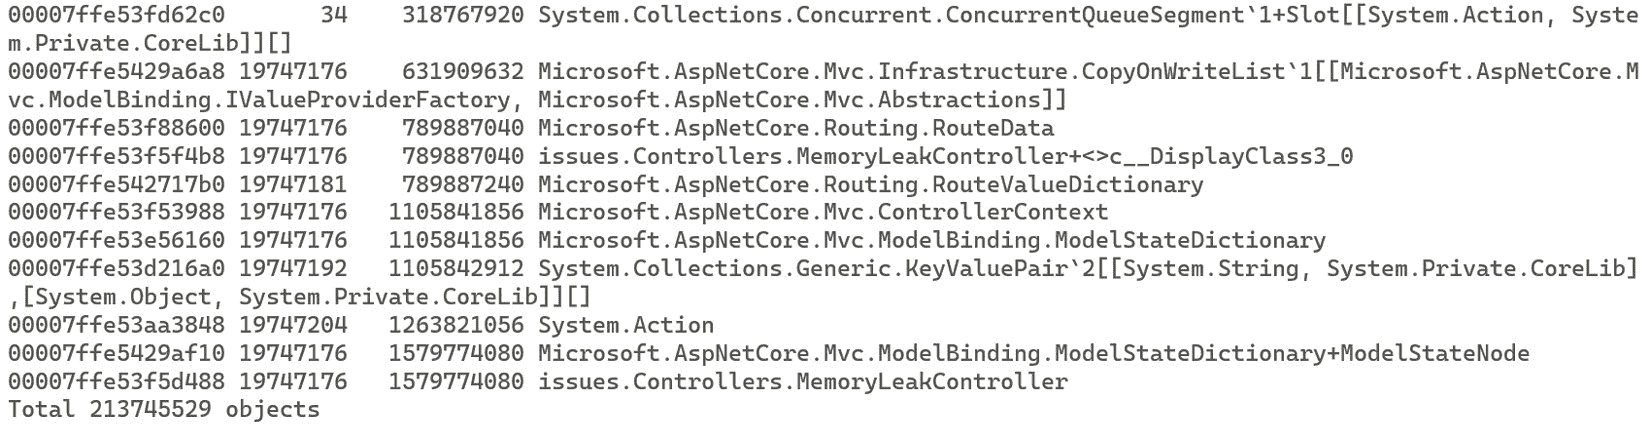 00007ffe53fd62c0       34    318767920 System.Collections.Concurrent.ConcurrentQueueSegment`1+Slot[[System.Action, Syste
m.Private.CoreLib]][]
00007ffe5429a6a8 19747176    631909632 Microsoft.AspNetCore.Mvc.Infrastructure.CopyOnWriteList`1[[Microsoft.AspNetCore.M
vc.ModelBinding.IValueProviderFactory, Microsoft.AspNetCore.Mvc.Abstractions]]
00007ffe53f88600 19747176    789887040 Microsoft.AspNetCore.Routing.RouteData
00007ffe53f5f4b8 19747176    789887040 issues.Controllers.MemoryLeakController+<>c__DisplayClass3_0
00007ffe542717b0 19747181    789887240 Microsoft.AspNetCore.Routing.RouteValueDictionary
00007ffe53f53988 19747176   1105841856 Microsoft.AspNetCore.Mvc.ControllerContext
00007ffe53e56160 19747176   1105841856 Microsoft.AspNetCore.Mvc.ModelBinding.ModelStateDictionary
00007ffe53d216a0 19747192   1105842912 System.Collections.Generic.KeyValuePair`2[[System.String, System.Private.CoreLib]
,[System.Object, System.Private.CoreLib]][]
00007ffe53aa3848 19747204   1263821056 System.Action
00007ffe5429af10 19747176   1579774080 Microsoft.AspNetCore.Mvc.ModelBinding.ModelStateDictionary+ModelStateNode
00007ffe53f5d488 19747176   1579774080 issues.Controllers.MemoryLeakController
Total 213745529 objects